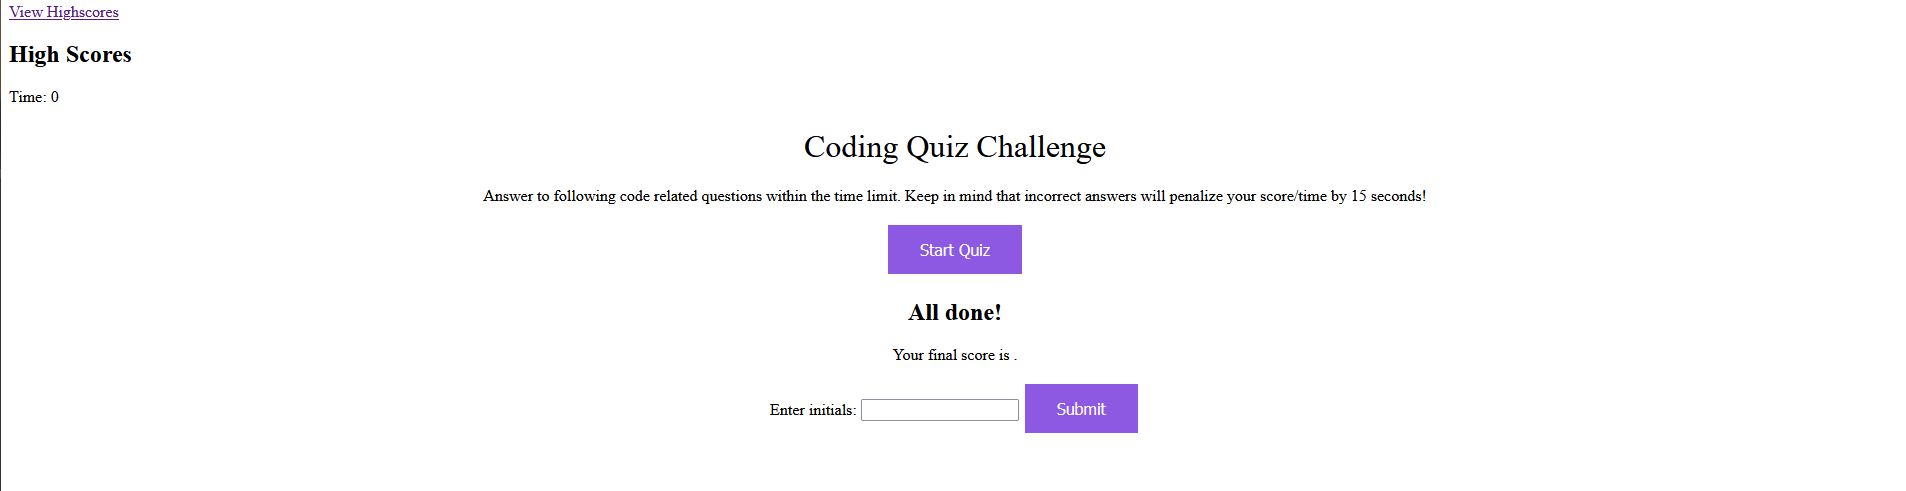 View Highscores
High Scores
Time: 0
Coding Quiz Challenge
Answer to following code related questions within the time limit. Keep in mind that incorrect answers will penalize your score/time by 15 seconds!
Start Quiz
All done!
Your final score is .
Enter initials: Submit